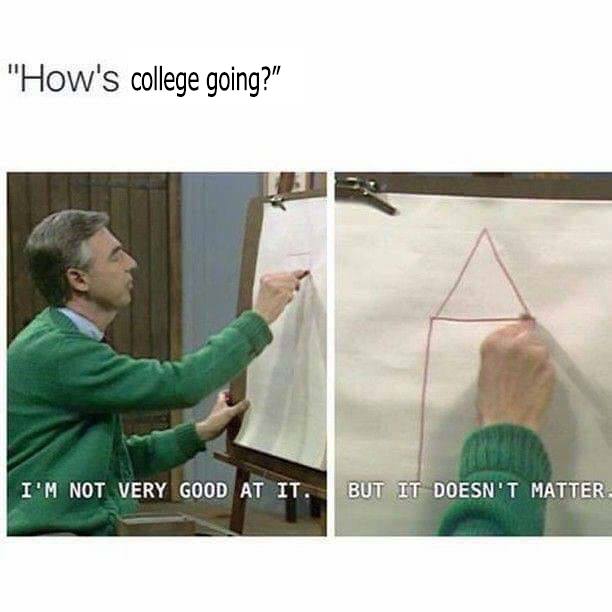 "How's college going?"
I'M NOT VERY GOOD AT IT.
BUT IT DOESN'T MATTER.